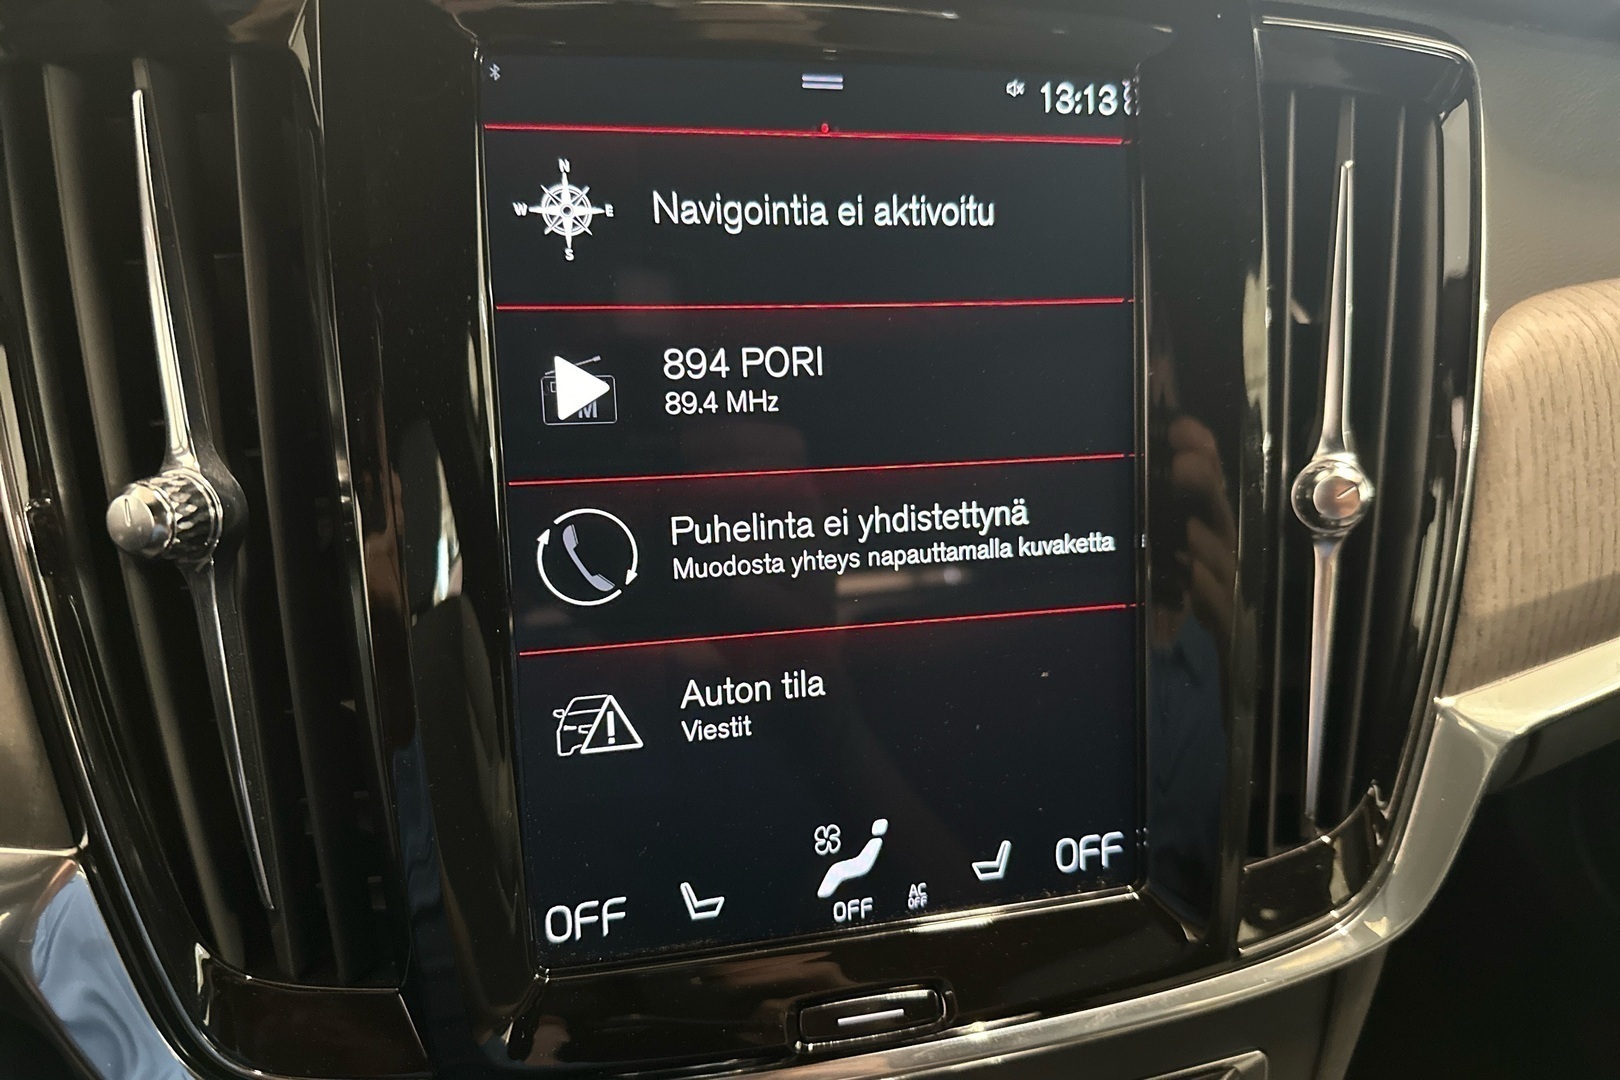 13:13
N
W E
S
Navigointia ei aktivoitu
894 PORI
89.4 MHz
Puhelinta ei yhdistettynä
Muodosta yhteys napauttamalla kuvaketta
Auton tila
Viestit
OFF
OFF
AC
OFF
OFF